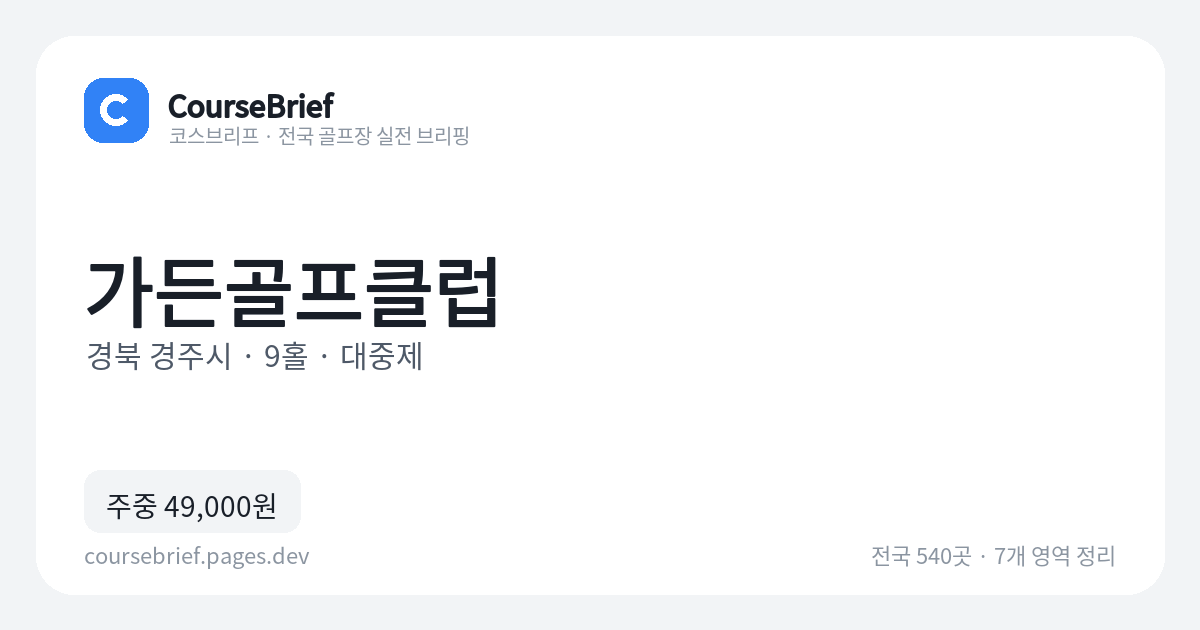 CourseBrief
코스브리프 · 전국 골프장 실전 브리핑
가든골프클럽
경북 경주시 · 9홀 · 대중제
주중 49,000원
coursebrief.pages.dev
전국 540곳 · 7개 영역 정리